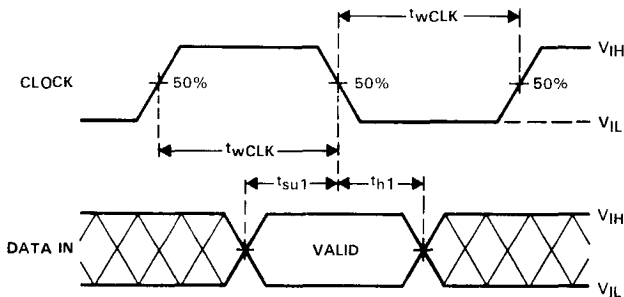 twCLK
VIH
CLOCK
50%
50%
50%
VIL
twCLK
tsu1
th1
VIH
DATA IN
VALID
VIL